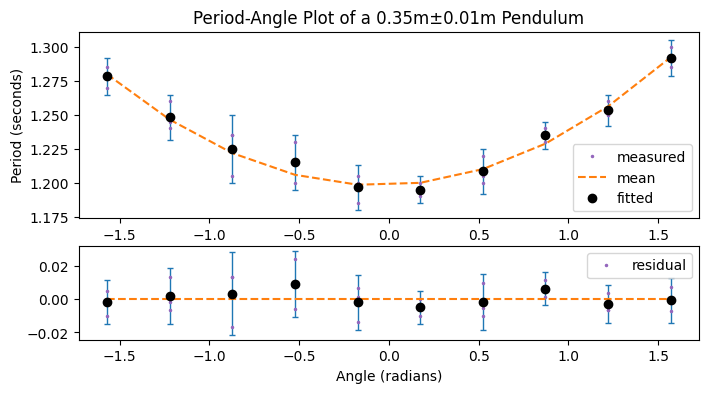 Period-Angle Plot of a 0.35m±0.01m Pendulum
Period (seconds)
1.300
1.275
1.250
1.225
1.200
1.175
measured
mean
fitted
−1.5 −1.0 −0.5 0.0 0.5 1.0 1.5
0.02
0.00
−0.02
residual
−1.5 −1.0 −0.5 0.0 0.5 1.0 1.5
Angle (radians)